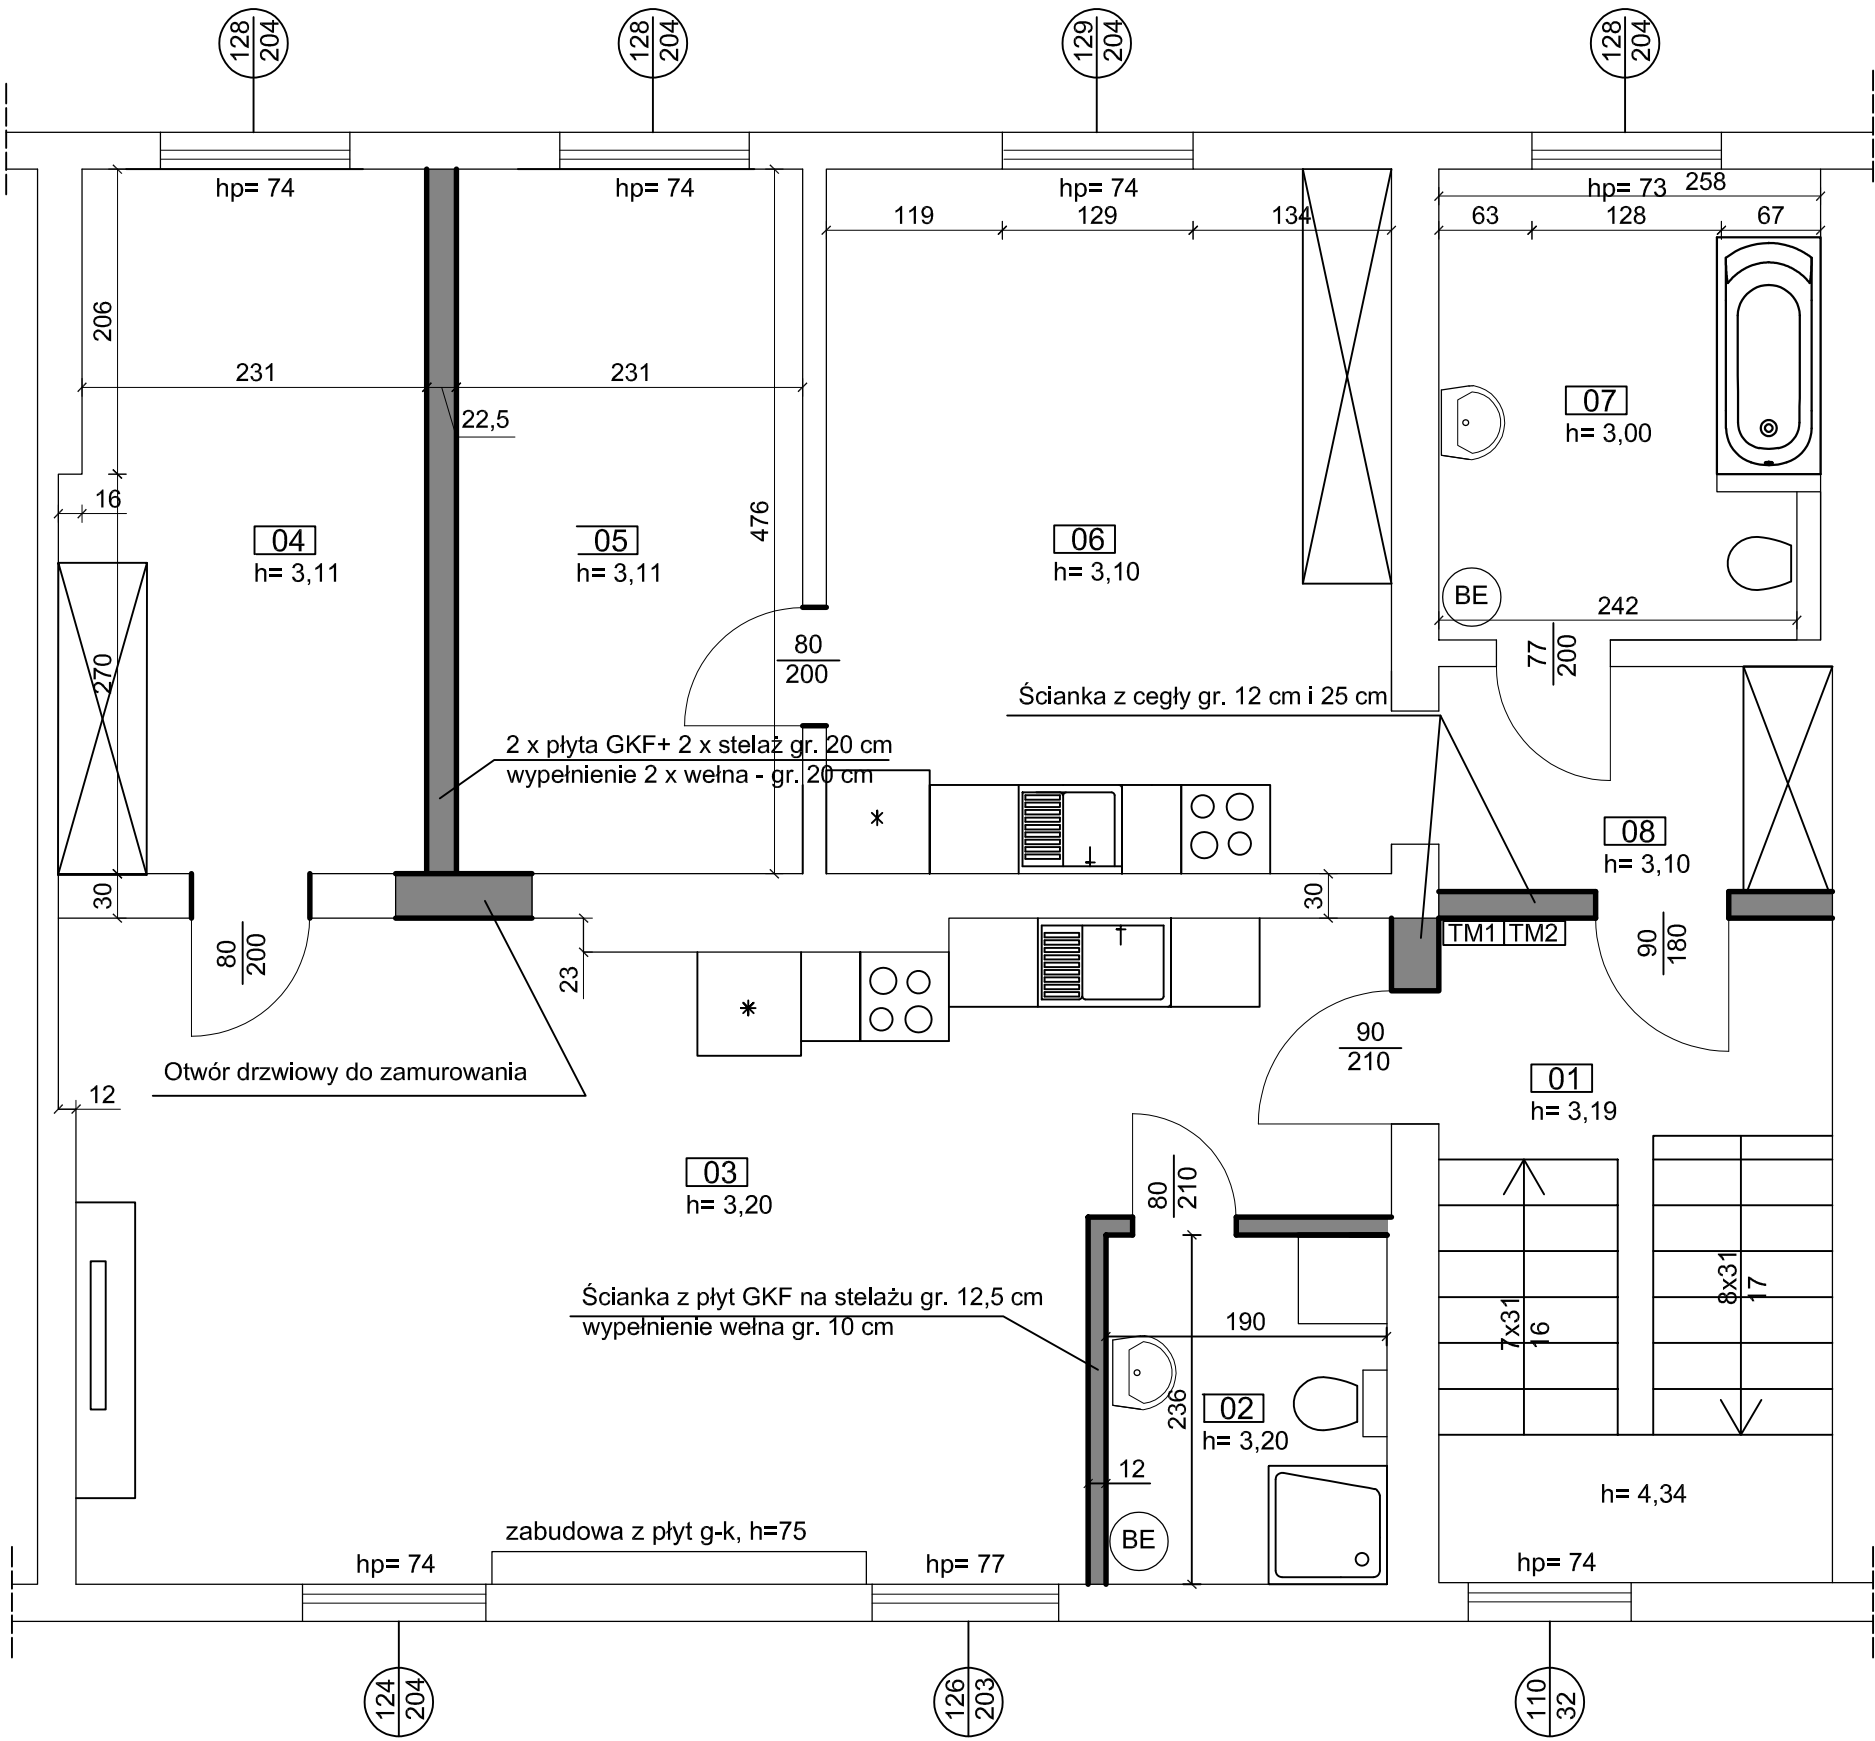 128
204
128
204
129
204
128
204
hp= 74
hp= 74
hp= 74
hp= 73
258
119
129
134
63
128
67
206
231
231
22,5
07
h= 3,00
16
04
h= 3,11
05
h= 3,11
476
06
h= 3,10
BE
242
80
200
77
200
270
Ścianka z cegły gr. 12 cm i 25 cm
2 x płyta GKF+ 2 x stelaż gr. 20 cm
wypełnienie 2 x wełna - gr. 20 cm
08
h= 3,10
30
30
TM1
TM2
80
200
23
90
180
90
210
Otwór drzwiowy do zamurowania
12
01
h= 3,19
03
h= 3,20
80
210
Ścianka z płyt GKF na stelażu gr. 12,5 cm
wypełnienie wełna gr. 10 cm
190
7x31
16
8x31
17
236
02
h= 3,20
12
BE
h= 4,34
zabudowa z płyt g-k, h=75
hp= 74
hp= 77
hp= 74
124
204
126
203
110
32